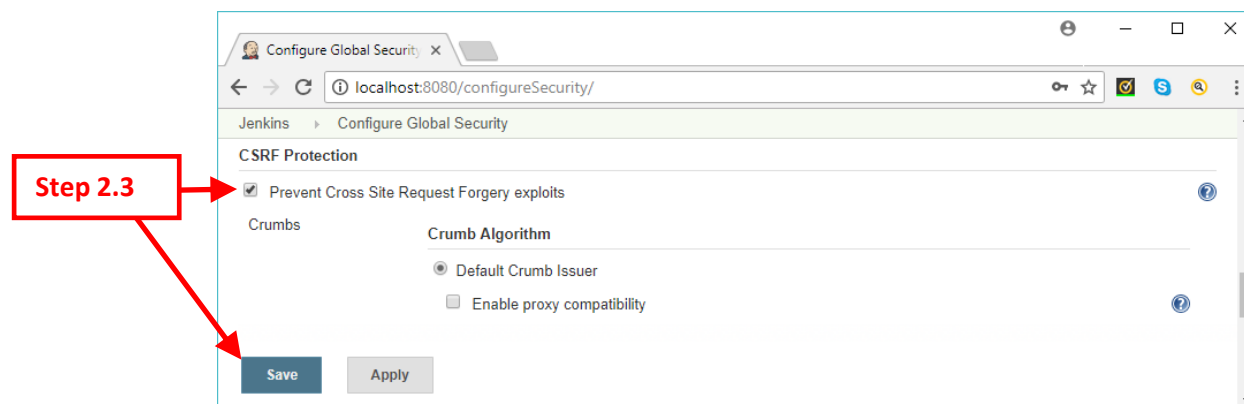 Configure Global Security
localhost:8080/configureSecurity/
Jenkins Configure Global Security
CSRF Protection
Step 2.3
Prevent Cross Site Request Forgery exploits
Crumbs
Crumb Algorithm
Default Crumb Issuer
Enable proxy compatibility
Save Apply